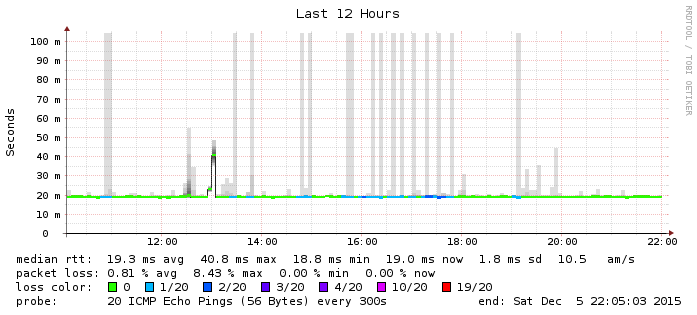 Last 12 Hours
RRDTOOL / TOBI OETIKER
Seconds
100 m
90 m
80 m
70 m
60 m
50 m
40 m
30 m
20 m
10 m
0
12:00 14:00 16:00 18:00 20:00 22:00
median rtt: 19.3 ms avg 40.8 ms max 18.8 ms min 19.0 ms now 1.8 ms sd 10.5 am/s
packet loss: 0.81 % avg 8.43 % max 0.00 % min 0.00 % now
loss color: 0 1/20 2/20 3/20 4/20 10/20 19/20
probe: 20 ICMP Echo Pings (56 Bytes) every 300s end: Sat Dec 5 22:05:03 2015